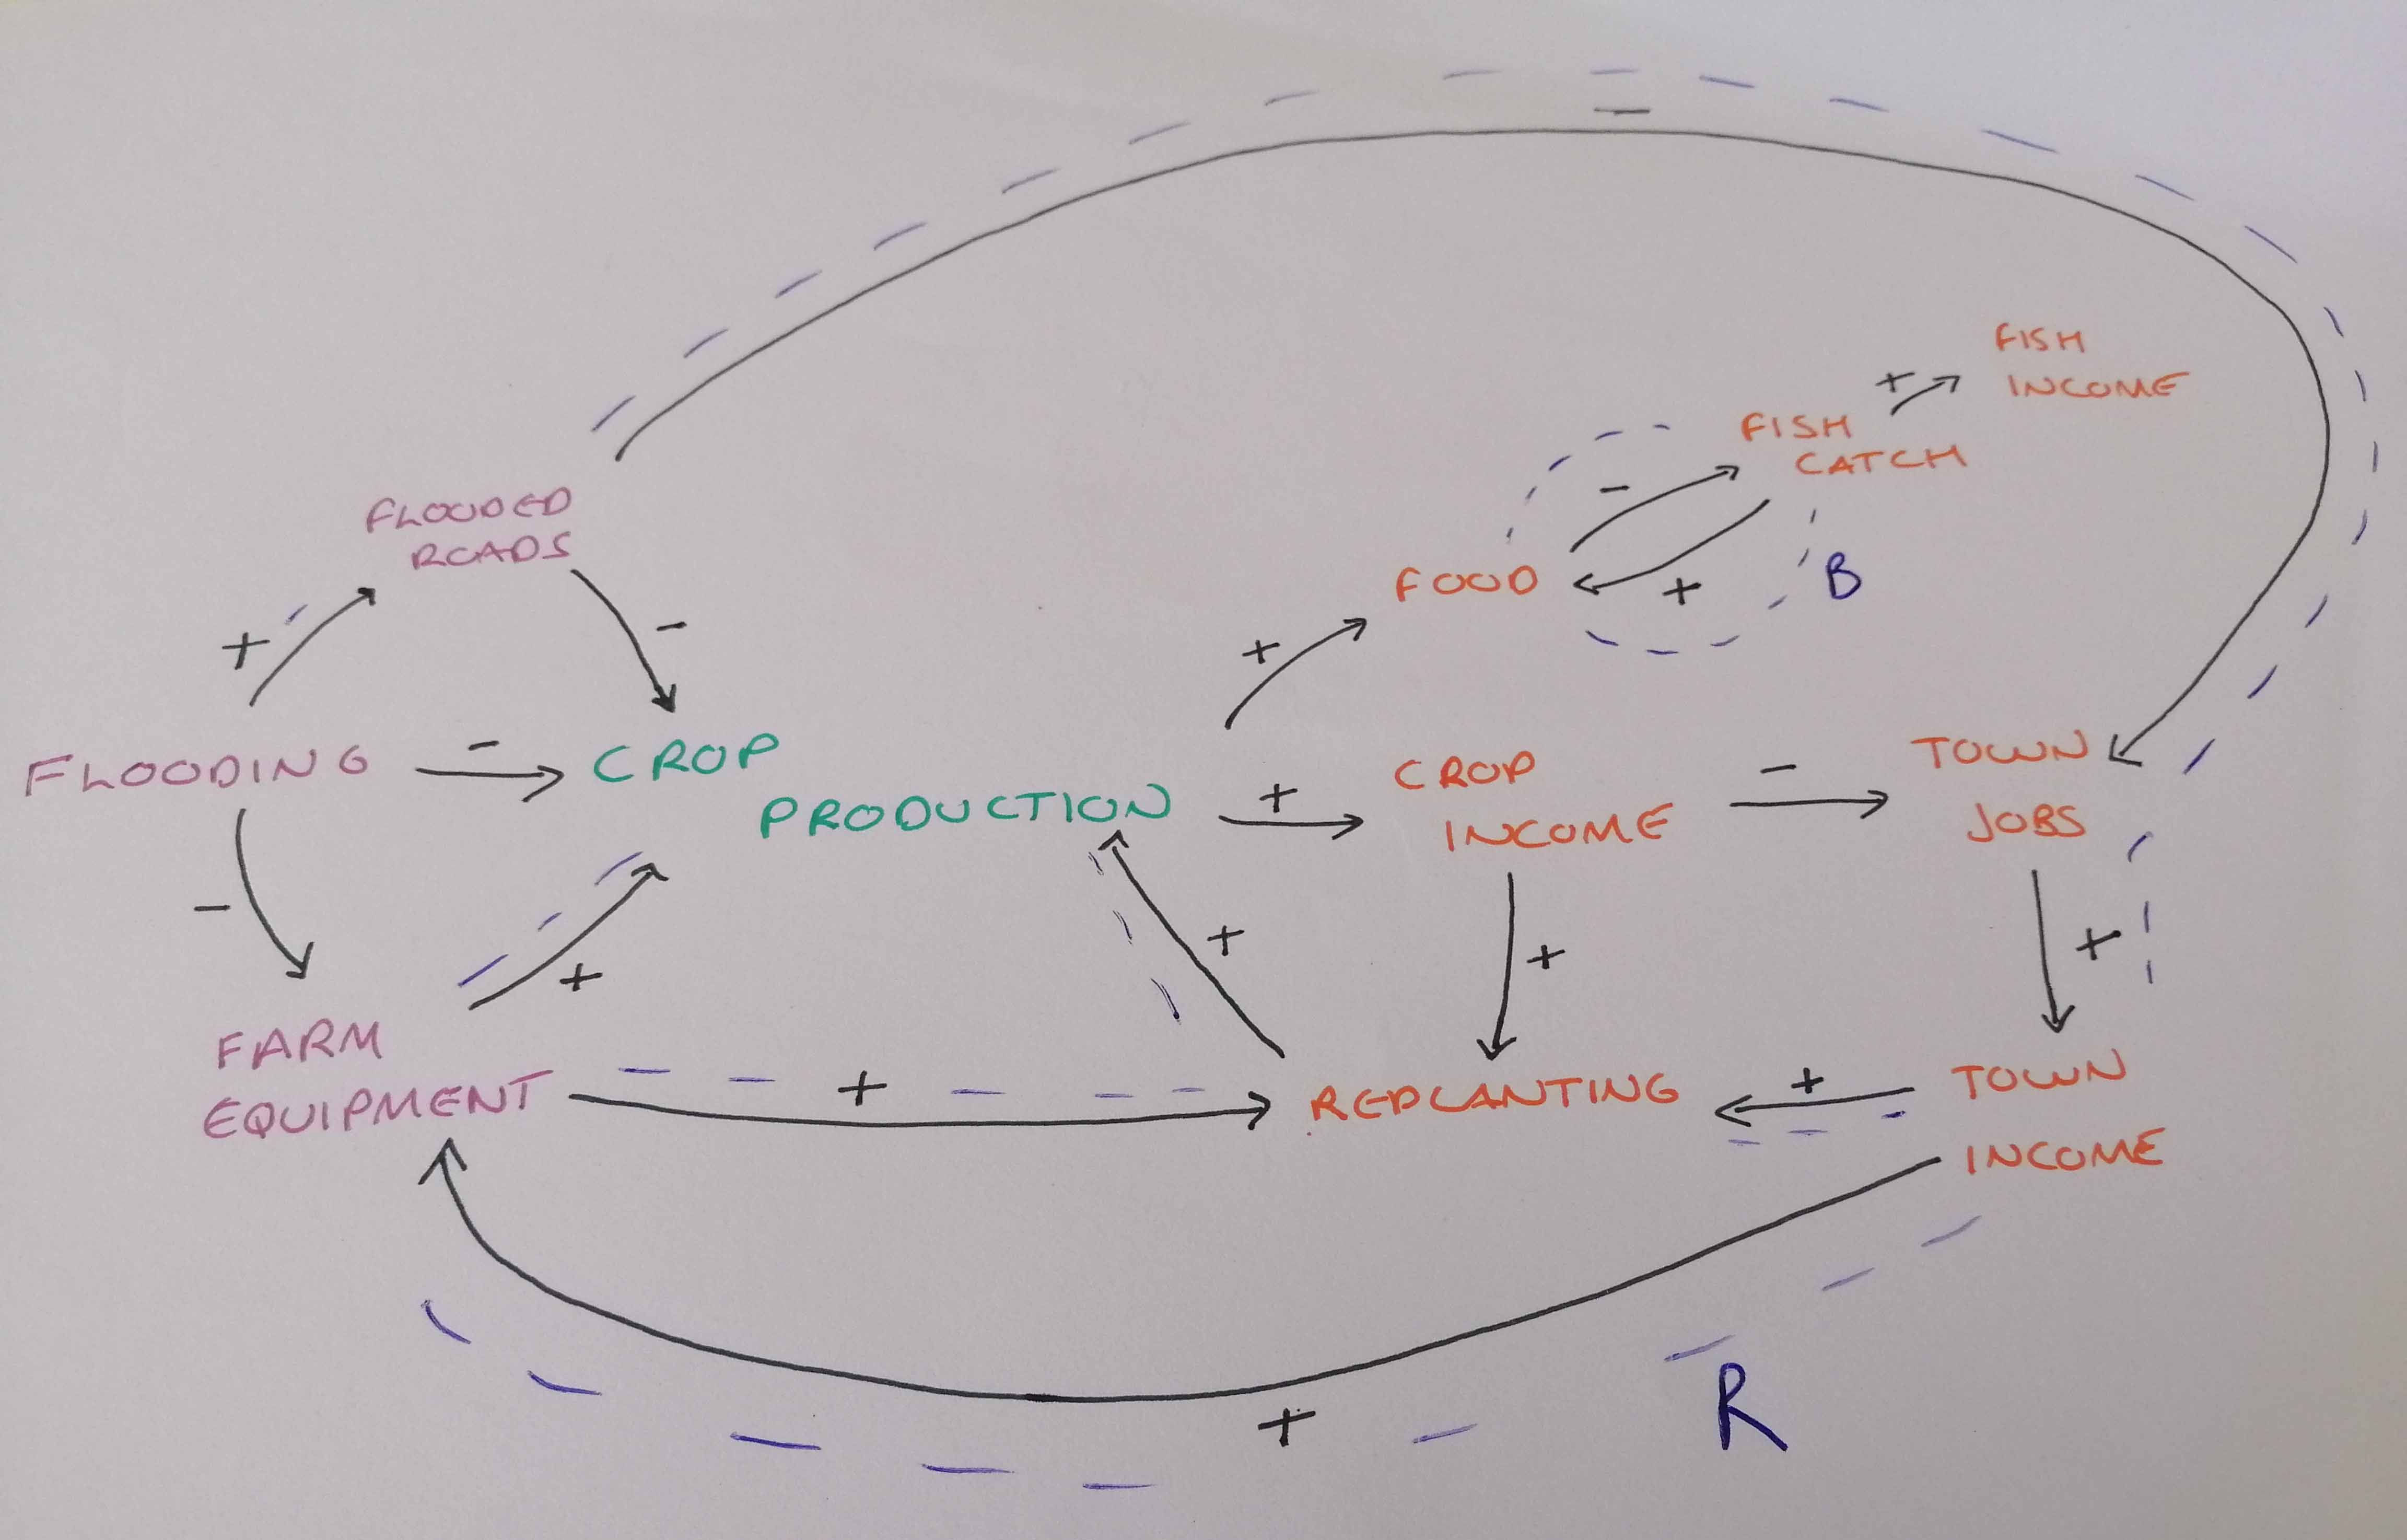 -
FISH
INCOME
+
FISH
CATCH
-
FLOODED
ROADS
FOOD
+
B
+
-
+
FLOODING
-
CROP
PRODUCTION
+
CROP
INCOME
-
TOWN
JOBS
-
+
+
+
+
FARM
EQUIPMENT
+
REPLANTING
+
TOWN
INCOME
+
R